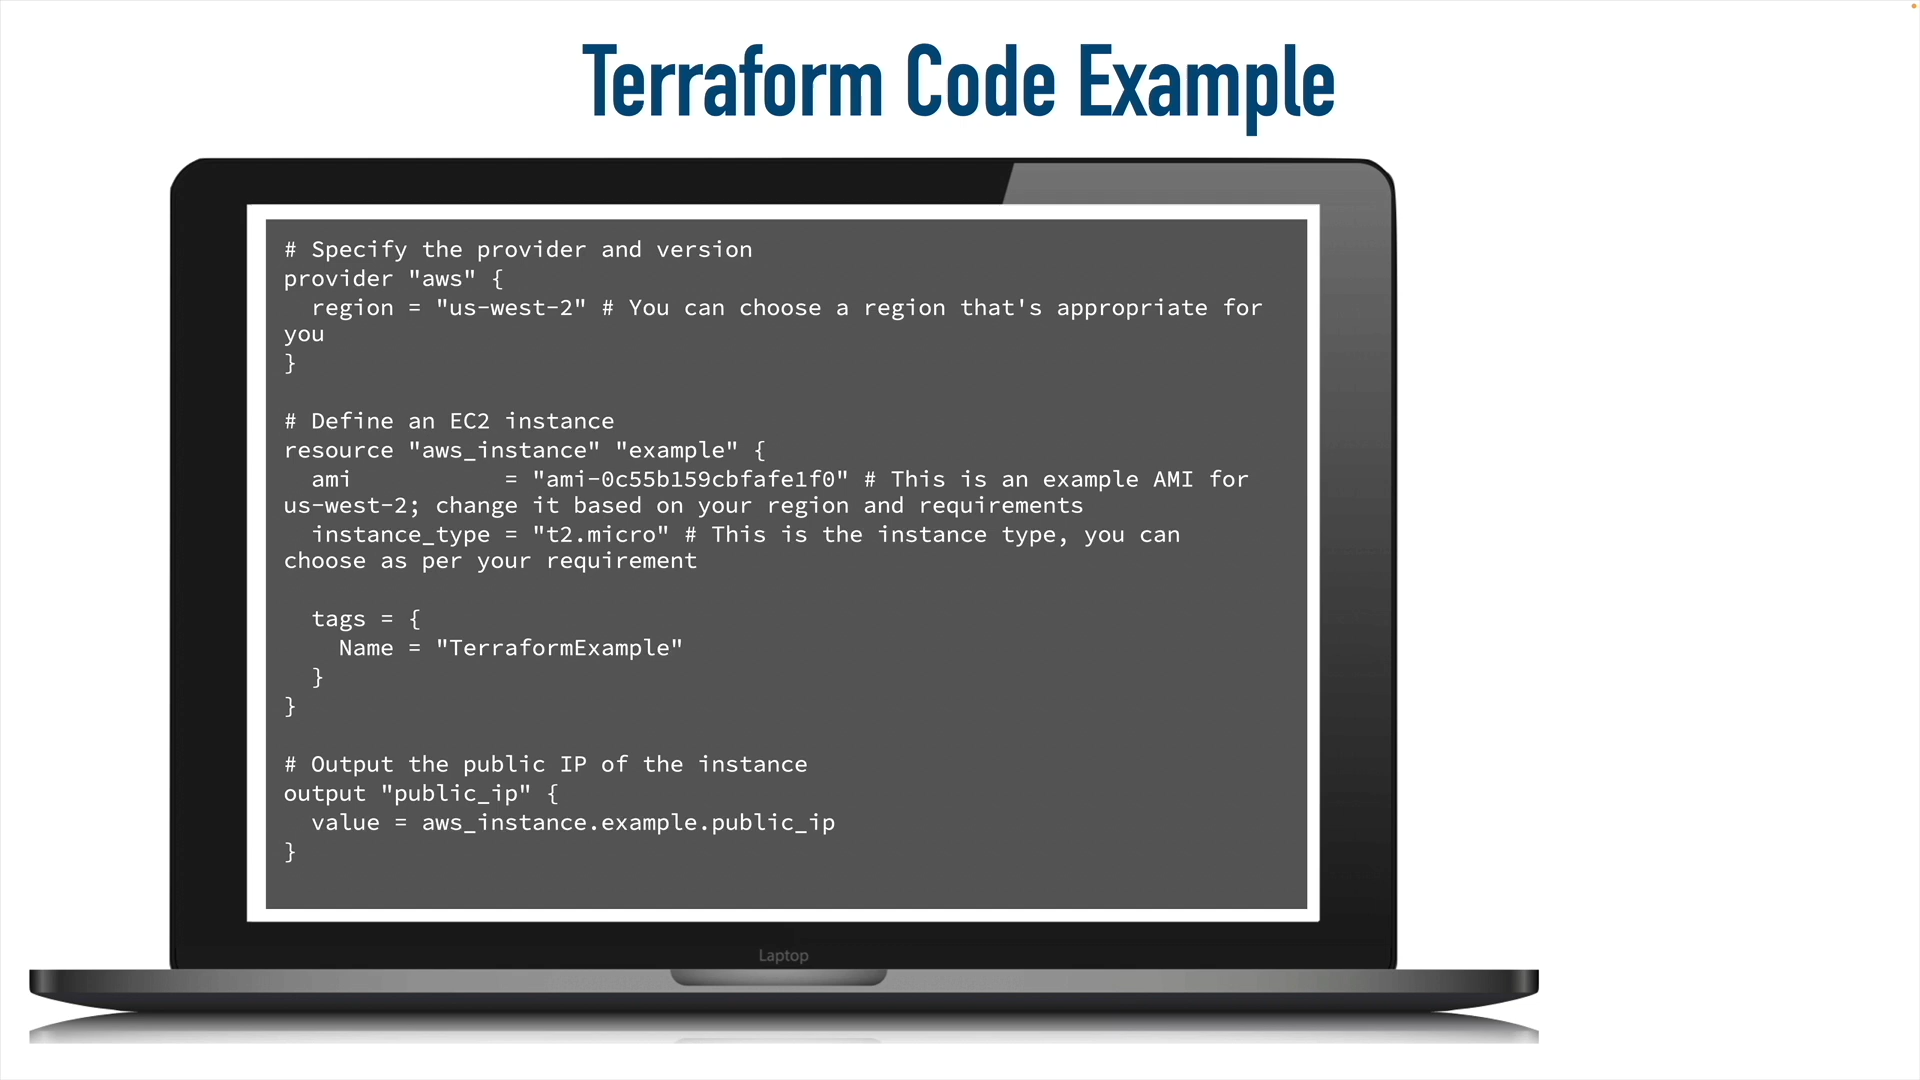 Terraform Code Example
# Specify the provider and version
provider "aws" {
  region = "us-west-2" # You can choose a region that's appropriate for
you
}
# Define an EC2 instance
resource "aws_instance" "example" {
  ami           = "ami-0c55b159cbfafe1f0" # This is an example AMI for
us-west-2; change it based on your region and requirements
  instance_type = "t2.micro" # This is the instance type, you can
choose as per your requirement
  tags = {
    Name = "TerraformExample"
  }
}
# Output the public IP of the instance
output "public_ip" {
  value = aws_instance.example.public_ip
}
Laptop